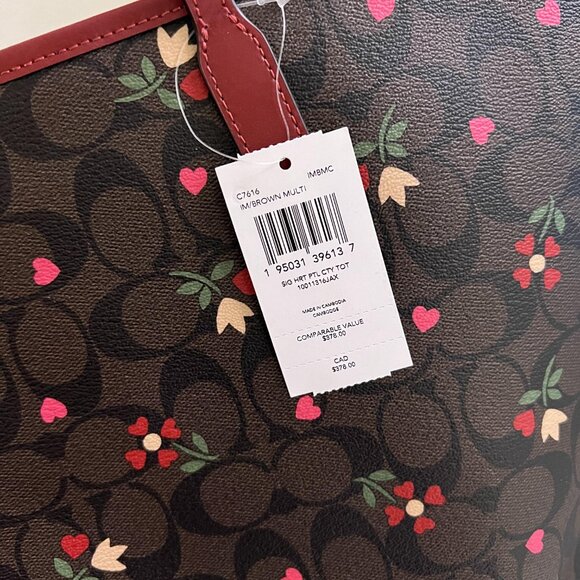 C7616 IMBMC
IM/BROWN MULTI
1 95031 39613 7
SIG HRT PTL CTY TOT
10011316JAX
MADE IN CAMBODIA
CAMBODGE
COMPARABLE VALUE
$378.00
CAD
$378.00